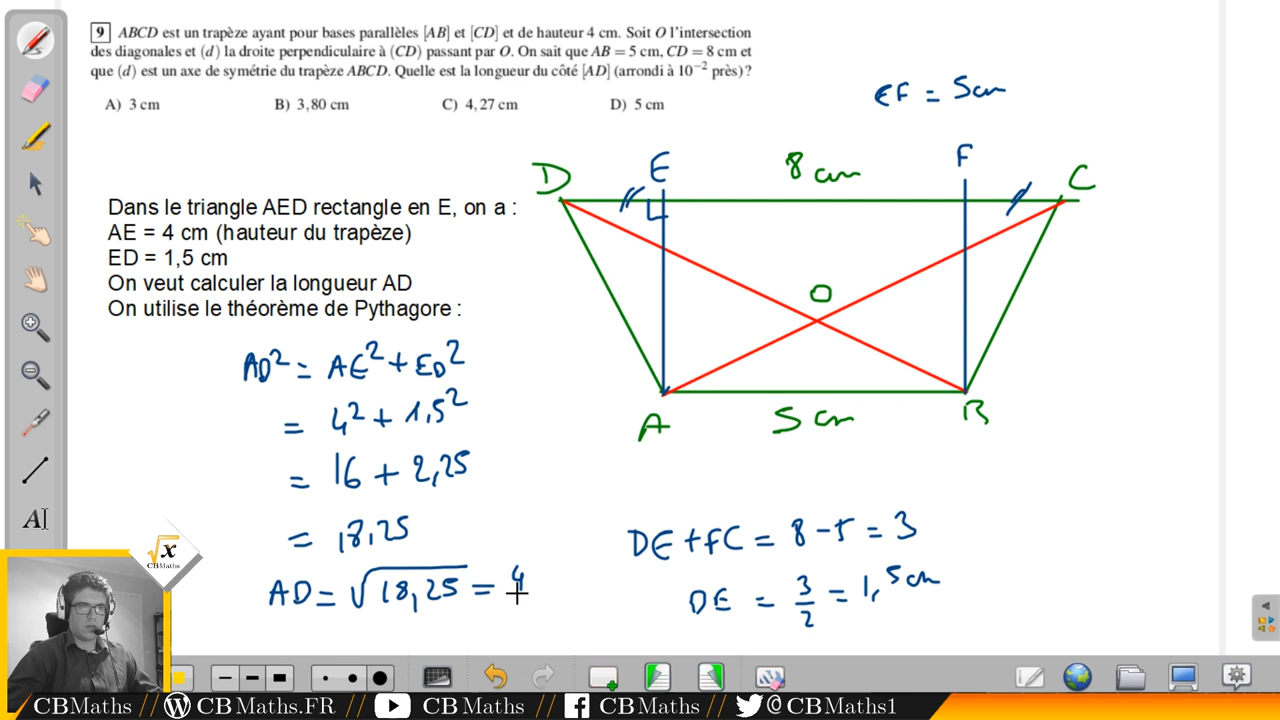 9 ABCD est un trapèze ayant pour bases parallèles [AB] et [CD] et de hauteur 4 cm. Soit O l'intersection
des diagonales et (d) la droite perpendiculaire à (CD) passant par O. On sait que AB = 5 cm, CD = 8 cm et
que (d) est un axe de symétrie du trapèze ABCD. Quelle est la longueur du côté [AD] (arrondi à 10⁻² près) ?
A) 3 cm B) 3,80 cm C) 4,27 cm D) 5 cm
EF = 5cm
D E 8 cm F C
O
A 5 cm B
Dans le triangle AED rectangle en E, on a :
AE = 4 cm (hauteur du trapèze)
ED = 1,5 cm
On veut calculer la longueur AD
On utilise le théorème de Pythagore :
AD² = AE² + ED²
= 4² + 1,5²
= 16 + 2,25
= 18,25
AD = √18,25 = 4
DE + FC = 8 - 5 = 3
DE = 3/2 = 1,5 cm
AI
√x
CBMaths
CBMaths CBMaths.FR CBMaths CBMaths @CBMaths1